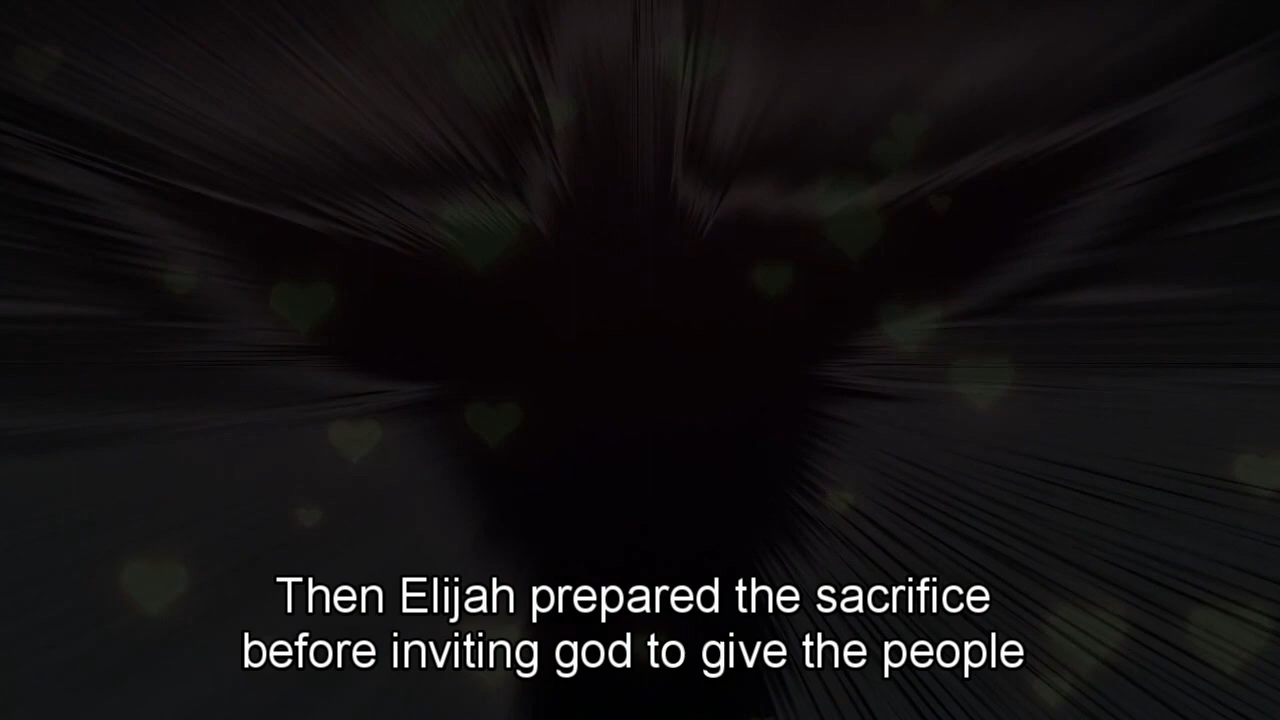 Then Elijah prepared the sacrifice
before inviting god to give the people